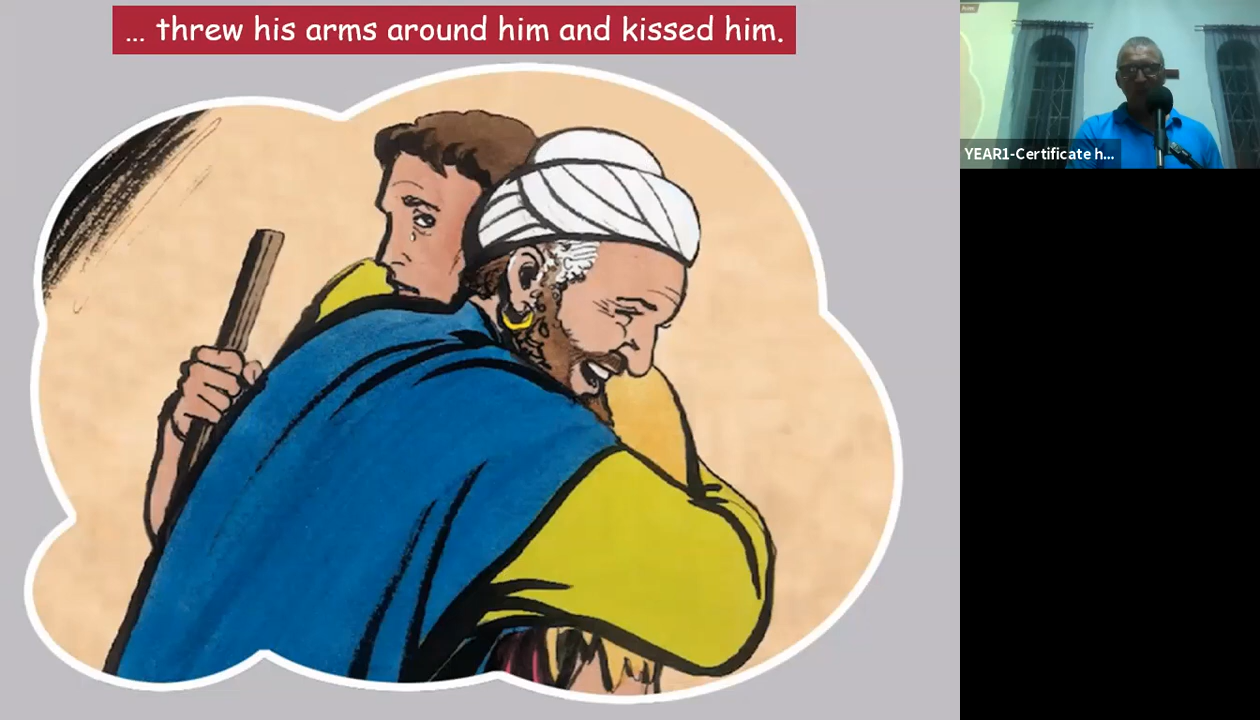 ... threw his arms around him and kissed him.
YEAR1-Certificate h...